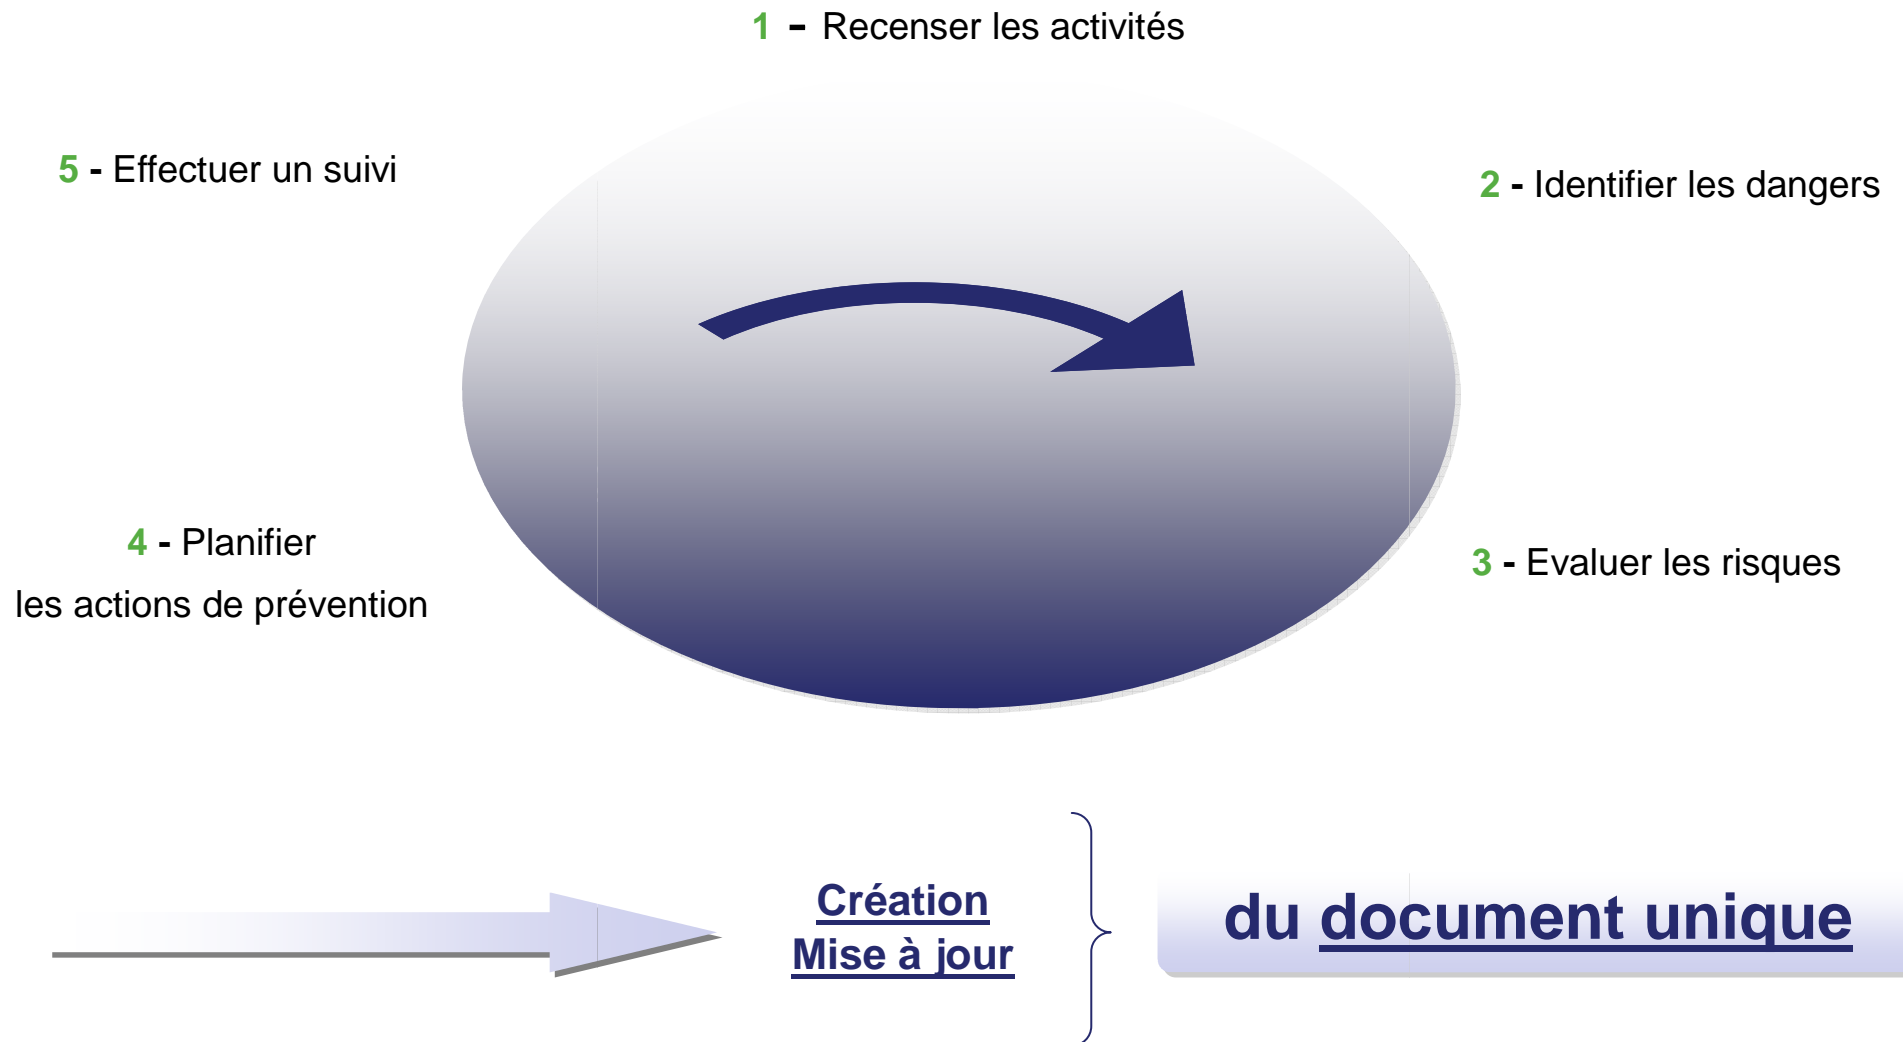 1 - Recenser les activités
5 - Effectuer un suivi
2 - Identifier les dangers
4 - Planifier
les actions de prévention
3 - Evaluer les risques
Création
Mise à jour
du document unique